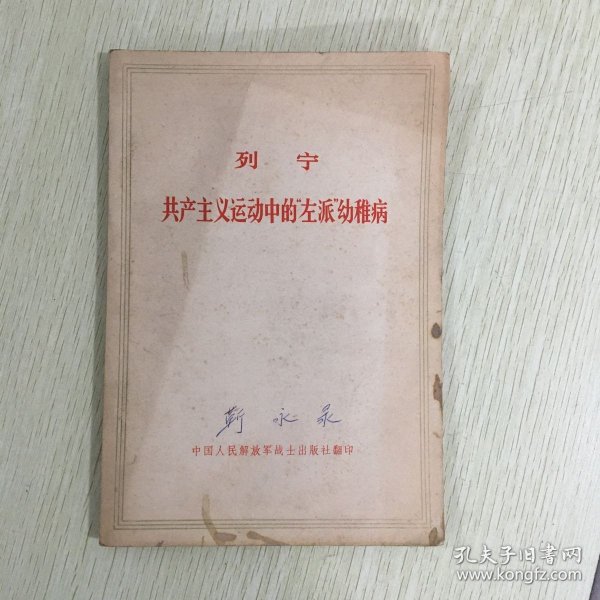 列 宁
共产主义运动中的“左派”幼稚病
靳永录
中国人民解放军战士出版社翻印
孔夫子旧书网
www.kongfz.com